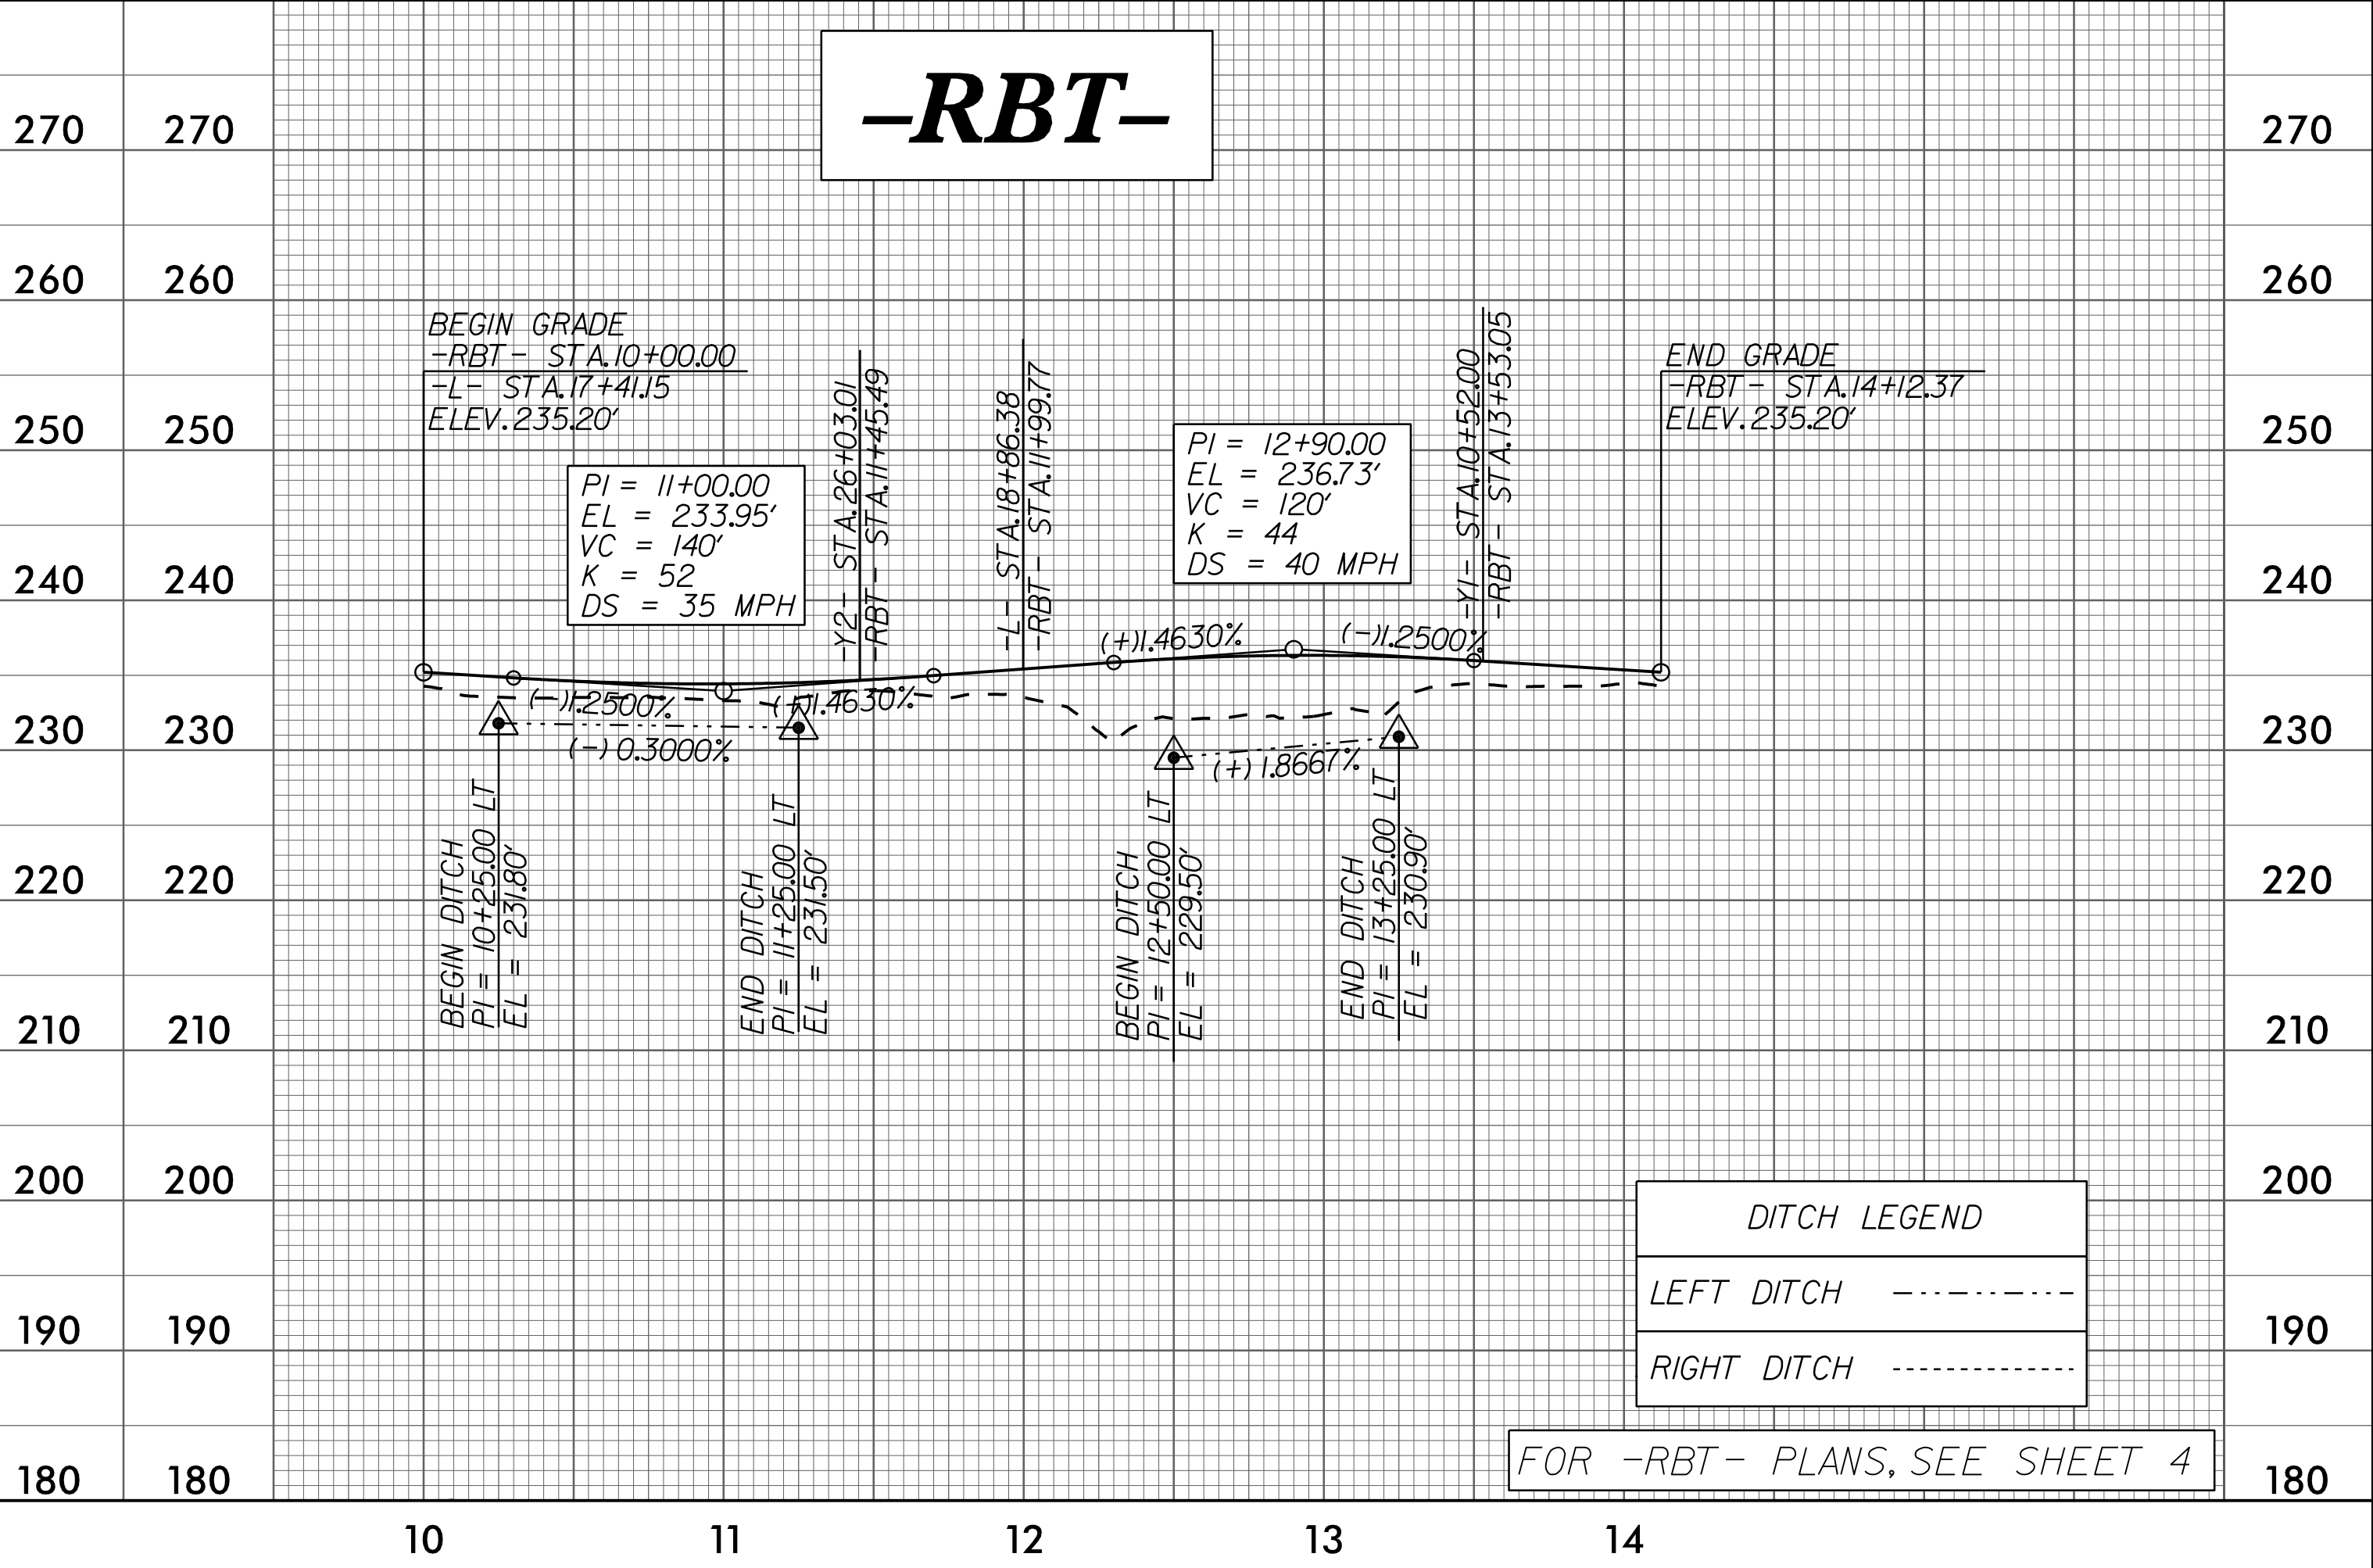 –RBT–
270 270 270
260 260 260
250 250 250
240 240 240
230 230 230
220 220 220
210 210 210
200 200 200
190 190 190
180 180 180
BEGIN GRADE
-RBT- STA.10+00.00
-L- STA.17+41.15
ELEV.235.20'
PI = 11+00.00
EL = 233.95'
VC = 140'
K = 52
DS = 35 MPH
-Y2- STA.26+03.01
-RBT- STA.11+45.49
-L- STA.18+86.38
-RBT- STA.11+99.77
PI = 12+90.00
EL = 236.73'
VC = 120'
K = 44
DS = 40 MPH
-Y1- STA.10+52.00
-RBT- STA.13+53.05
END GRADE
-RBT- STA.14+12.37
ELEV.235.20'
(-)1.2500%
(+)1.4630%
(+)1.4630%
(-)1.2500%
(-) 0.3000%
(+) 1.8667%
BEGIN DITCH
PI = 10+25.00 LT
EL = 231.80'
END DITCH
PI = 11+25.00 LT
EL = 231.50'
BEGIN DITCH
PI = 12+50.00 LT
EL = 229.50'
END DITCH
PI = 13+25.00 LT
EL = 230.90'
DITCH LEGEND
LEFT DITCH
RIGHT DITCH
FOR -RBT- PLANS, SEE SHEET 4
10 11 12 13 14